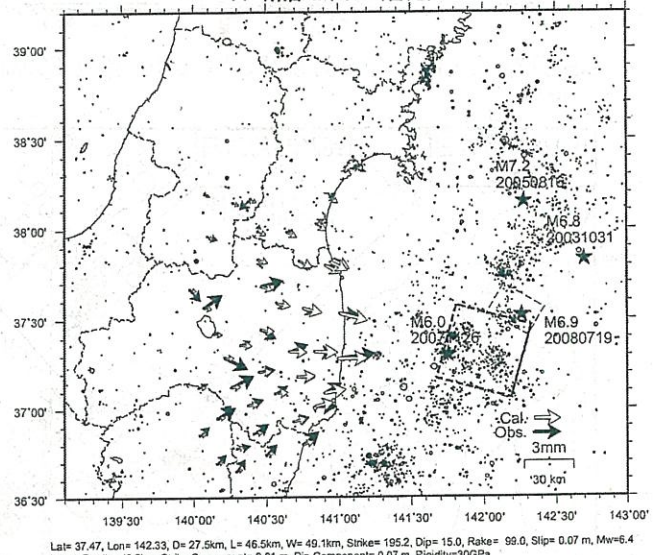 39°00'
38°30'
38°00'
37°30'
37°00'
36°30'
M7.2
20050816
M6.8
20031031
M6.0
M6.9
20080719
Cal.
Obs.
3mm
30 km
139°30' 140°00' 140°30' 141°00' 141°30' 142°00' 142°30' 143°00'
Lat= 37.47, Lon= 142.33, D= 27.5km, L= 46.5km, W= 49.1km, Strike= 195.2, Dip= 15.0, Rake= 99.0, Slip= 0.07 m, Mw=6.4
0.01 m, Dip Component= 0.07 m, Rigidity=30GPa